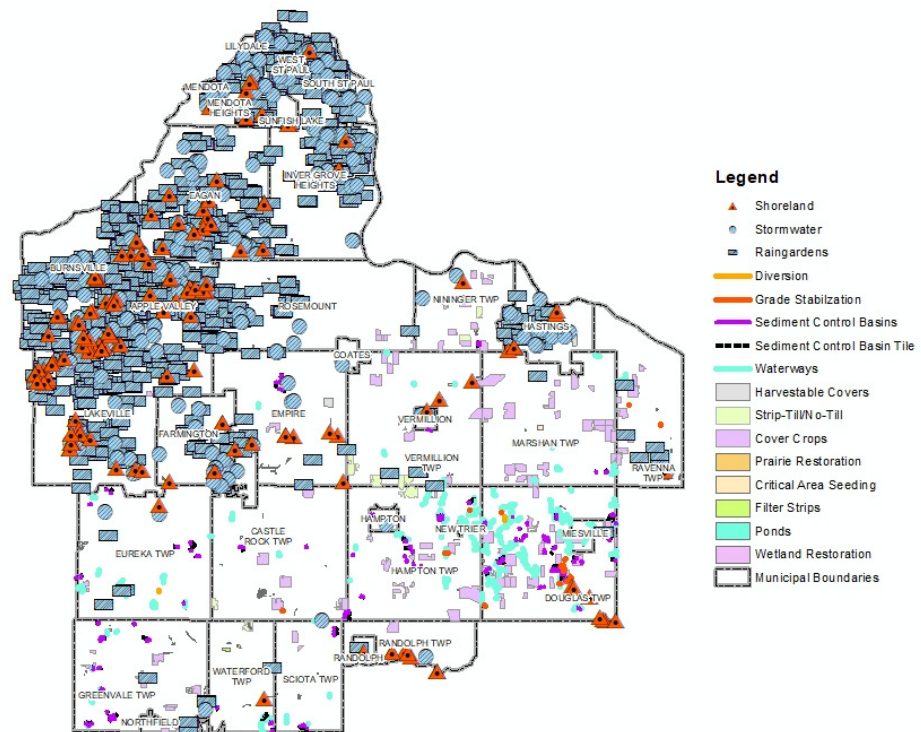 LILYDALE
WEST
ST PAUL
SOUTH ST PAUL
MENDOTA
MENDOTA
HEIGHTS
SUNFISH LAKE
INVER GROVE
HEIGHTS
EAGAN
BURNSVILLE
APPLE VALLEY
ROSEMOUNT
NININGER TWP
HASTINGS
COATES
LAKEVILLE
FARMINGTON
EMPIRE
VERMILLION
VERMILLION
TWP
MARSHAN TWP
RAVENNA
TWP
EUREKA TWP
CASTLE
ROCK TWP
HAMPTON
HAMPTON TWP
NEW TRIER
MIESVILLE
DOUGLAS TWP
RANDOLPH TWP
RANDOLPH
GREENVALE TWP
WATERFORD
TWP
SCIOTA TWP
NORTHFIELD
Legend
Shoreland
Stormwater
Raingardens
Diversion
Grade Stabilzation
Sediment Control Basins
Sediment Control Basin Tile
Waterways
Harvestable Covers
Strip-Till/No-Till
Cover Crops
Prairie Restoration
Critical Area Seeding
Filter Strips
Ponds
Wetland Restoration
Municipal Boundaries